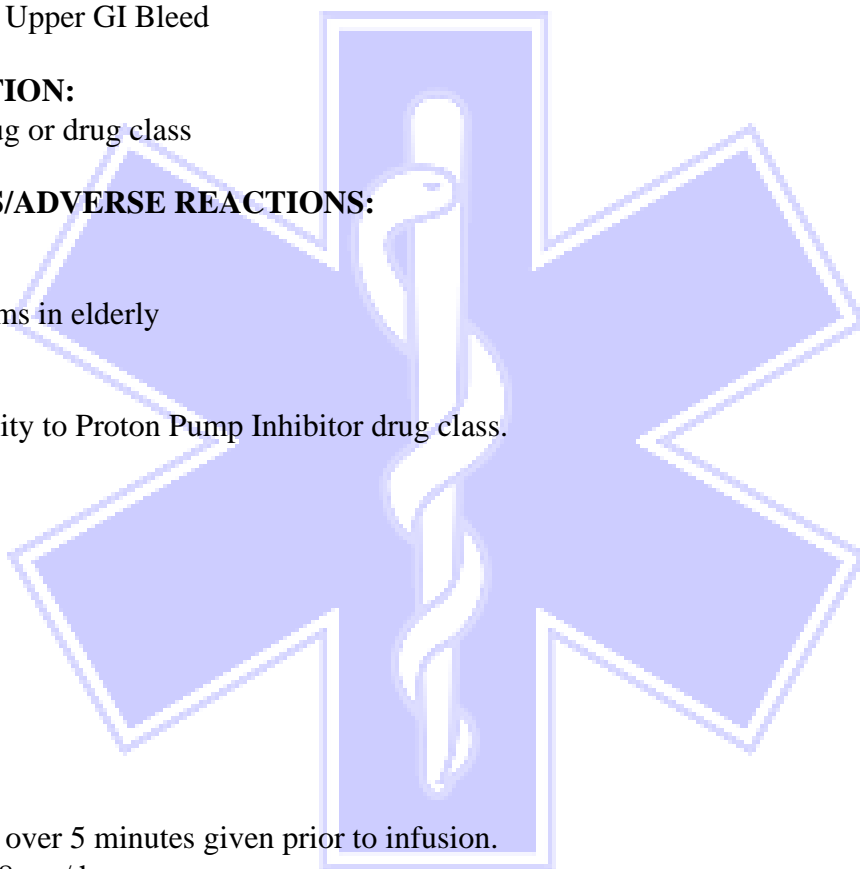 Upper GI Bleed
TION:
ug or drug class
S/ADVERSE REACTIONS:
ms in elderly
ity to Proton Pump Inhibitor drug class.
over 5 minutes given prior to infusion.